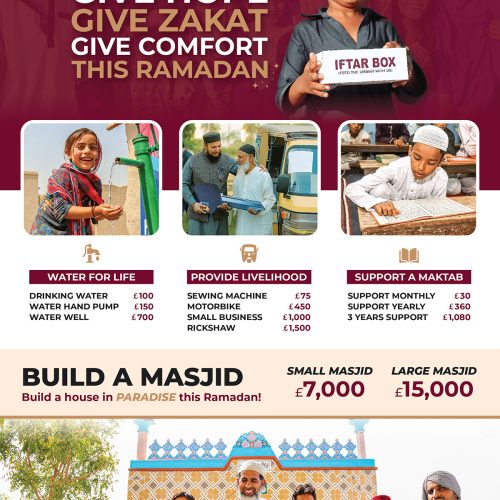 GIVE HOPE
GIVE ZAKAT
GIVE COMFORT
THIS RAMADAN
IFTAR BOX
WATER FOR LIFE
DRINKING WATER £100
WATER HAND PUMP £150
WATER WELL £700
PROVIDE LIVELIHOOD
SEWING MACHINE £75
MOTORBIKE £450
SMALL BUSINESS £1,000
RICKSHAW £1,500
SUPPORT A MAKTAB
SUPPORT MONTHLY £30
SUPPORT YEARLY £360
3 YEARS SUPPORT £1,080
BUILD A MASJID
Build a house in PARADISE this Ramadan!
SMALL MASJID
£7,000
LARGE MASJID
£15,000